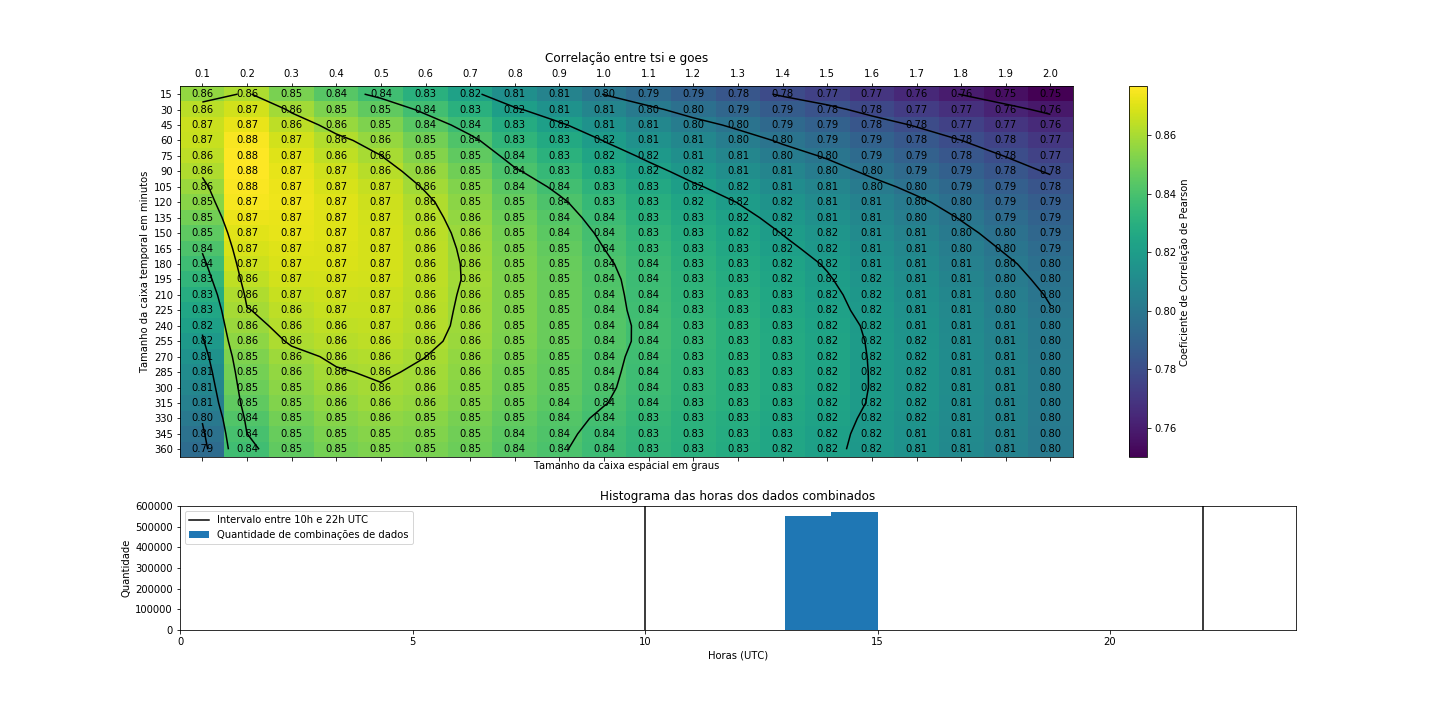 Correlação entre tsi e goes
0.1 0.2 0.3 0.4 0.5 0.6 0.7 0.8 0.9 1.0 1.1 1.2 1.3 1.4 1.5 1.6 1.7 1.8 1.9 2.0
15 0.86 0.86 0.85 0.84 0.84 0.83 0.82 0.81 0.81 0.80 0.79 0.79 0.78 0.78 0.77 0.77 0.76 0.76 0.75 0.75
30 0.86 0.87 0.86 0.85 0.85 0.84 0.83 0.82 0.81 0.81 0.80 0.80 0.79 0.79 0.78 0.78 0.77 0.77 0.76 0.76
45 0.87 0.87 0.86 0.86 0.85 0.84 0.84 0.83 0.82 0.81 0.81 0.80 0.80 0.79 0.79 0.78 0.78 0.77 0.77 0.76
60 0.87 0.88 0.87 0.86 0.86 0.85 0.84 0.83 0.83 0.82 0.81 0.81 0.80 0.80 0.79 0.79 0.78 0.78 0.78 0.77
75 0.86 0.88 0.87 0.87 0.86 0.85 0.85 0.84 0.83 0.82 0.82 0.81 0.81 0.80 0.80 0.79 0.79 0.78 0.78 0.77
90 0.86 0.88 0.87 0.87 0.86 0.86 0.85 0.84 0.83 0.83 0.82 0.82 0.81 0.81 0.80 0.80 0.79 0.79 0.78 0.78
105 0.86 0.88 0.87 0.87 0.87 0.86 0.85 0.84 0.84 0.83 0.83 0.82 0.82 0.81 0.81 0.80 0.80 0.79 0.79 0.78
120 0.85 0.87 0.87 0.87 0.87 0.86 0.85 0.85 0.84 0.83 0.83 0.82 0.82 0.82 0.81 0.81 0.80 0.80 0.79 0.79
135 0.85 0.87 0.87 0.87 0.87 0.86 0.86 0.85 0.84 0.84 0.83 0.83 0.82 0.82 0.81 0.81 0.80 0.80 0.79 0.79
150 0.85 0.87 0.87 0.87 0.87 0.86 0.86 0.85 0.85 0.84 0.83 0.83 0.82 0.82 0.82 0.81 0.81 0.80 0.80 0.79
165 0.84 0.87 0.87 0.87 0.87 0.86 0.86 0.85 0.85 0.84 0.83 0.83 0.83 0.82 0.82 0.81 0.81 0.80 0.80 0.79
180 0.84 0.87 0.87 0.87 0.87 0.86 0.86 0.85 0.85 0.84 0.84 0.83 0.83 0.82 0.82 0.82 0.81 0.81 0.80 0.80
195 0.83 0.86 0.87 0.87 0.87 0.86 0.86 0.85 0.85 0.84 0.84 0.83 0.83 0.82 0.82 0.82 0.81 0.81 0.80 0.80
210 0.83 0.86 0.87 0.87 0.87 0.86 0.86 0.85 0.85 0.84 0.84 0.83 0.83 0.83 0.82 0.82 0.81 0.81 0.80 0.80
225 0.83 0.86 0.86 0.87 0.87 0.86 0.86 0.85 0.85 0.84 0.84 0.83 0.83 0.83 0.82 0.82 0.81 0.81 0.80 0.80
240 0.82 0.86 0.86 0.86 0.87 0.86 0.86 0.85 0.85 0.84 0.84 0.83 0.83 0.83 0.82 0.82 0.81 0.81 0.81 0.80
255 0.82 0.86 0.86 0.86 0.86 0.86 0.86 0.85 0.85 0.84 0.84 0.83 0.83 0.83 0.82 0.82 0.82 0.81 0.81 0.80
270 0.81 0.85 0.86 0.86 0.86 0.86 0.85 0.85 0.85 0.84 0.84 0.83 0.83 0.83 0.82 0.82 0.82 0.81 0.81 0.80
285 0.81 0.85 0.86 0.86 0.86 0.86 0.85 0.85 0.85 0.84 0.84 0.83 0.83 0.83 0.82 0.82 0.82 0.81 0.81 0.80
300 0.81 0.85 0.85 0.86 0.86 0.86 0.85 0.85 0.84 0.84 0.84 0.83 0.83 0.83 0.82 0.82 0.82 0.81 0.81 0.80
315 0.81 0.85 0.85 0.86 0.86 0.86 0.85 0.85 0.84 0.84 0.83 0.83 0.83 0.82 0.82 0.82 0.82 0.81 0.81 0.80
330 0.80 0.84 0.85 0.85 0.86 0.85 0.85 0.85 0.84 0.84 0.83 0.83 0.83 0.82 0.82 0.82 0.81 0.81 0.81 0.80
345 0.80 0.84 0.85 0.85 0.85 0.85 0.85 0.84 0.84 0.84 0.83 0.83 0.83 0.82 0.82 0.82 0.81 0.81 0.81 0.80
360 0.79 0.84 0.85 0.85 0.85 0.85 0.85 0.84 0.84 0.84 0.83 0.83 0.83 0.82 0.82 0.82 0.81 0.81 0.81 0.80
Tamanho da caixa temporal em minutos
Tamanho da caixa espacial em graus
0.86
0.84
0.82
0.80
0.78
0.76
Coeficiente de Correlação de Pearson
Histograma das horas dos dados combinados
Intervalo entre 10h e 22h UTC
Quantidade de combinações de dados
600000
500000
400000
300000
200000
100000
0
Quantidade
0 5 10 15 20
Horas (UTC)